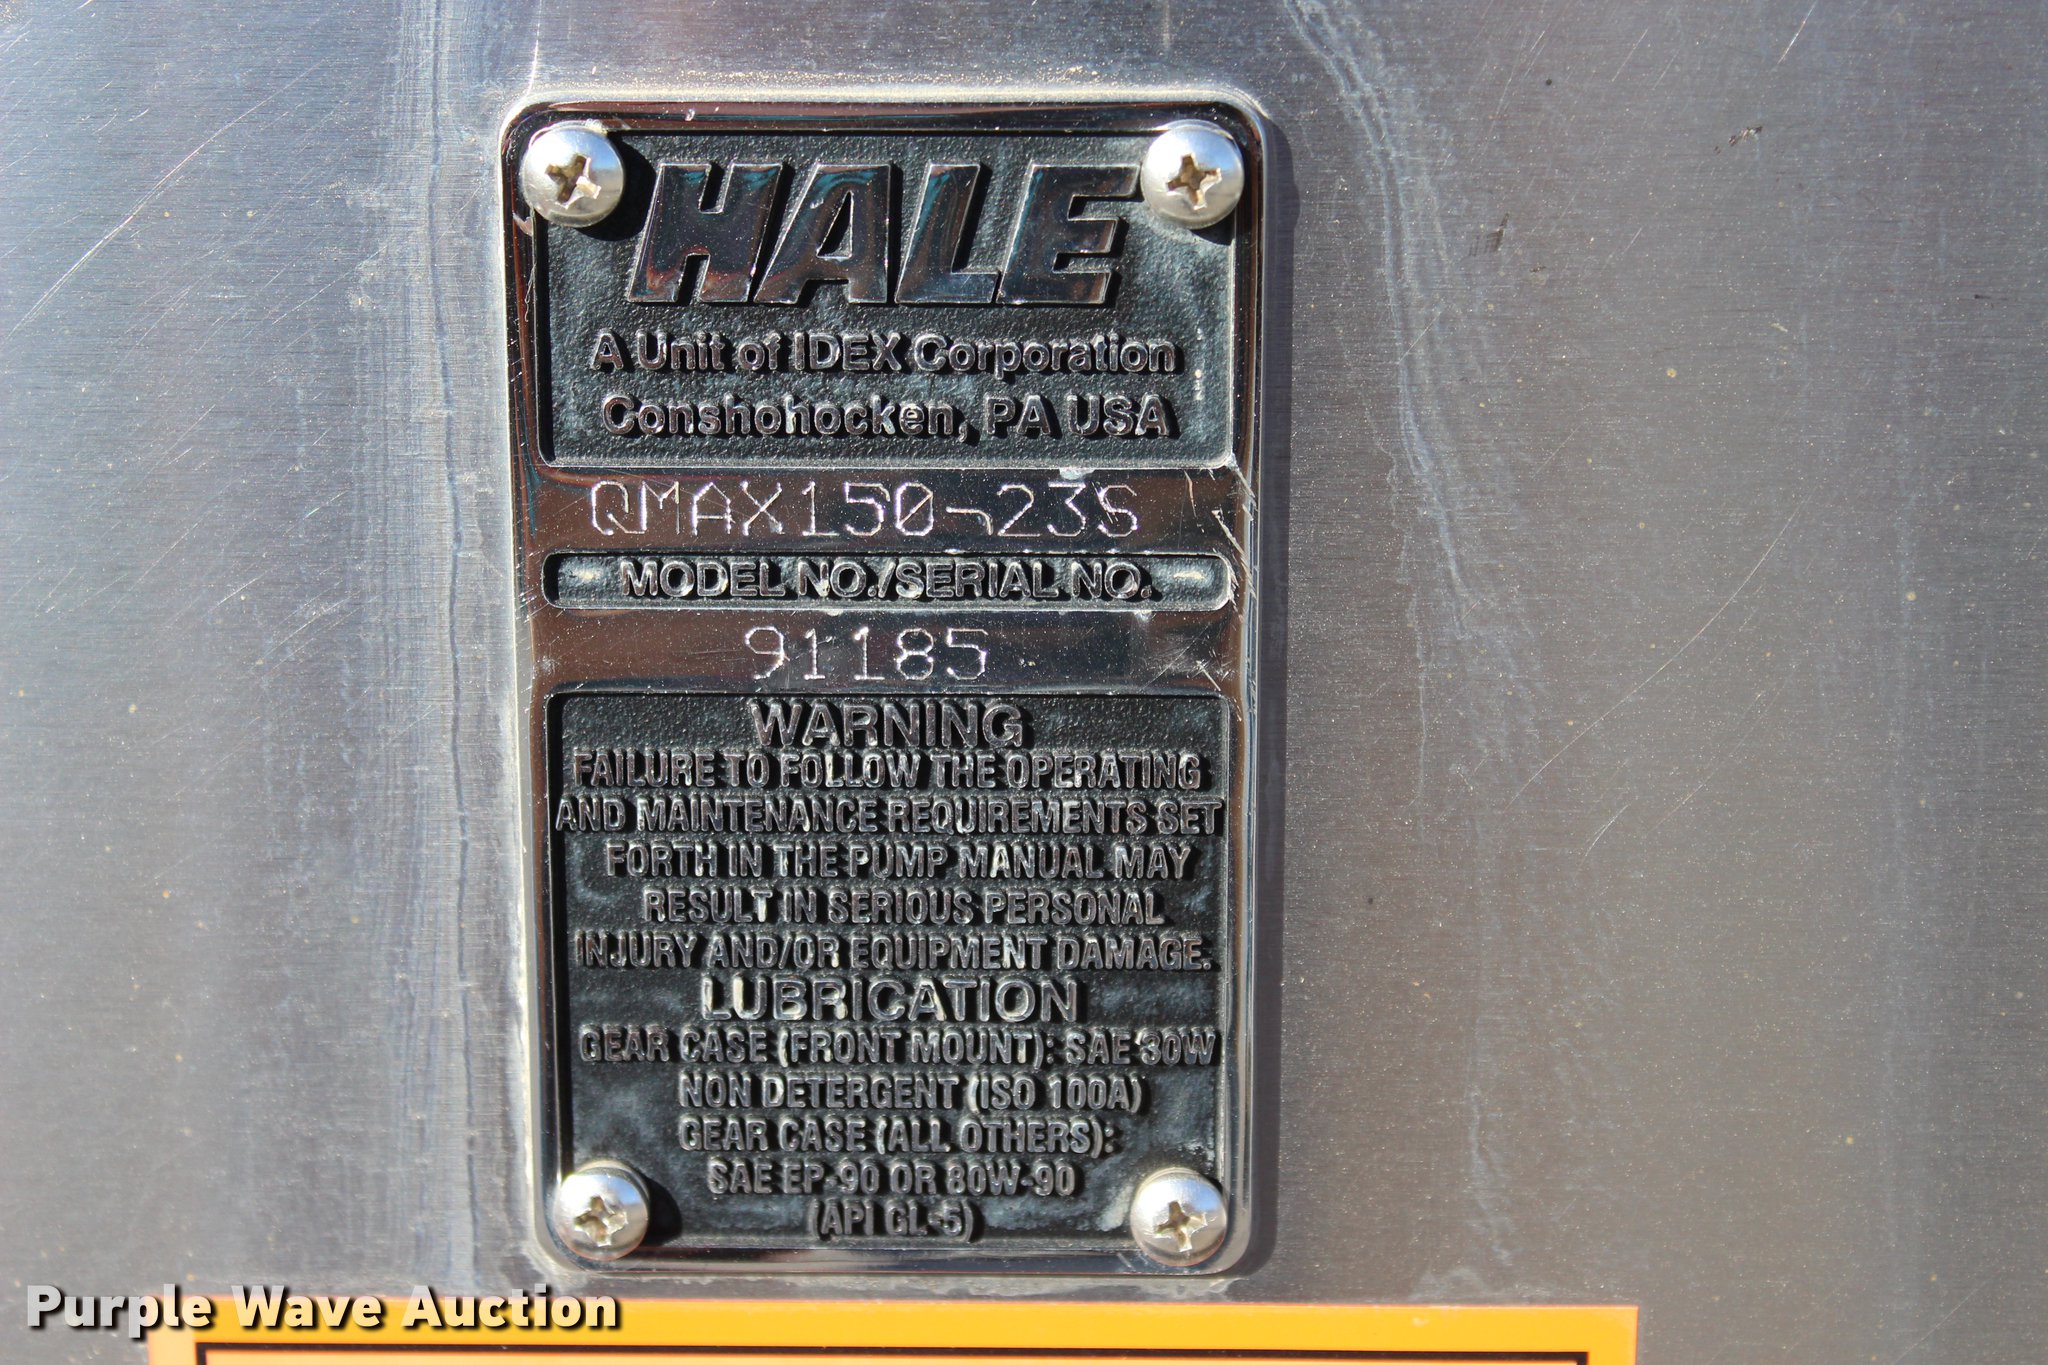 HALE
A Unit of IDEX Corporation
Conshohocken, PA USA
QMAX150-23S
MODEL NO./SERIAL NO.
91185
WARNING
FAILURE TO FOLLOW THE OPERATING
AND MAINTENANCE REQUIREMENTS SET
FORTH IN THE PUMP MANUAL MAY
RESULT IN SERIOUS PERSONAL
INJURY AND/OR EQUIPMENT DAMAGE.
LUBRICATION
GEAR CASE (FRONT MOUNT): SAE 30W
NON DETERGENT (ISO 100A)
GEAR CASE (ALL OTHERS):
SAE EP-90 OR 80W-90
(API GL-5)
Purple Wave Auction